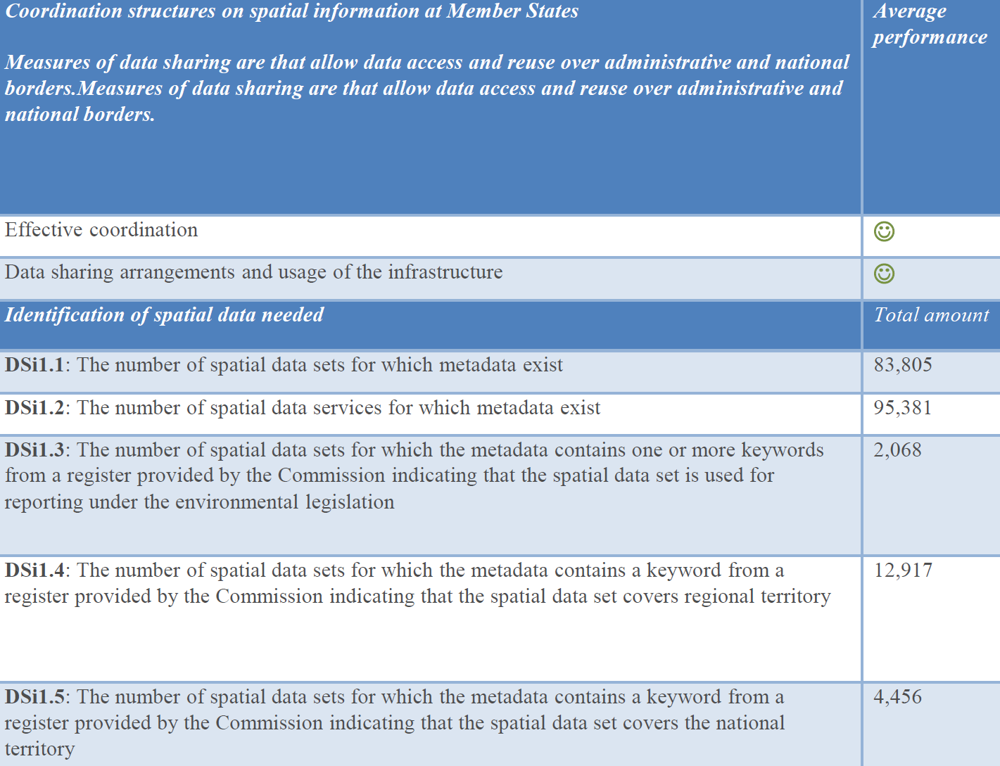 Coordination structures on spatial information at Member States
Average
performance
Measures of data sharing are that allow data access and reuse over administrative and national
borders.Measures of data sharing are that allow data access and reuse over administrative and
national borders.
Effective coordination
Data sharing arrangements and usage of the infrastructure
Identification of spatial data needed
Total amount
DSi1.1: The number of spatial data sets for which metadata exist
83,805
DSi1.2: The number of spatial data services for which metadata exist
95,381
DSi1.3: The number of spatial data sets for which the metadata contains one or more keywords
from a register provided by the Commission indicating that the spatial data set is used for
reporting under the environmental legislation
2,068
DSi1.4: The number of spatial data sets for which the metadata contains a keyword from a
register provided by the Commission indicating that the spatial data set covers regional territory
12,917
DSi1.5: The number of spatial data sets for which the metadata contains a keyword from a
register provided by the Commission indicating that the spatial data set covers the national
territory
4,456